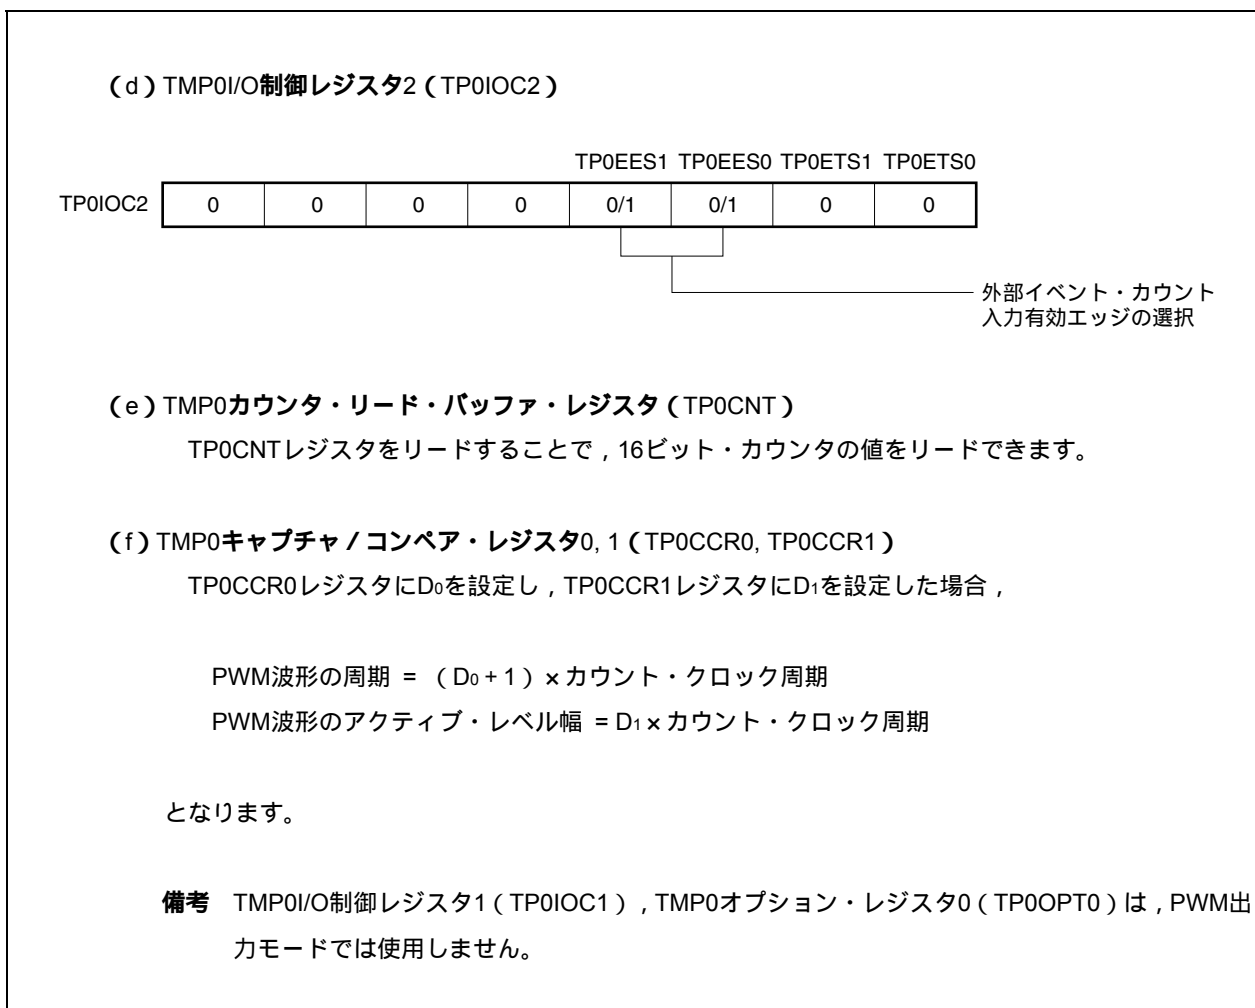 （d）TMP0I/O制御レジスタ2（TP0IOC2）
TP0EES1 TP0EES0 TP0ETS1 TP0ETS0
TP0IOC2 0 0 0 0 0/1 0/1 0 0
外部イベント・カウント
入力有効エッジの選択
（e）TMP0カウンタ・リード・バッファ・レジスタ（TP0CNT）
TP0CNTレジスタをリードすることで，16ビット・カウンタの値をリードできます。
（f）TMP0キャプチャ／コンペア・レジスタ0, 1（TP0CCR0, TP0CCR1）
TP0CCR0レジスタにD0を設定し，TP0CCR1レジスタにD1を設定した場合，
PWM波形の周期 = （D0 + 1）× カウント・クロック周期
PWM波形のアクティブ・レベル幅 = D1 × カウント・クロック周期
となります。
備考 TMP0I/O制御レジスタ1（TP0IOC1），TMP0オプション・レジスタ0（TP0OPT0）は，PWM出
力モードでは使用しません。